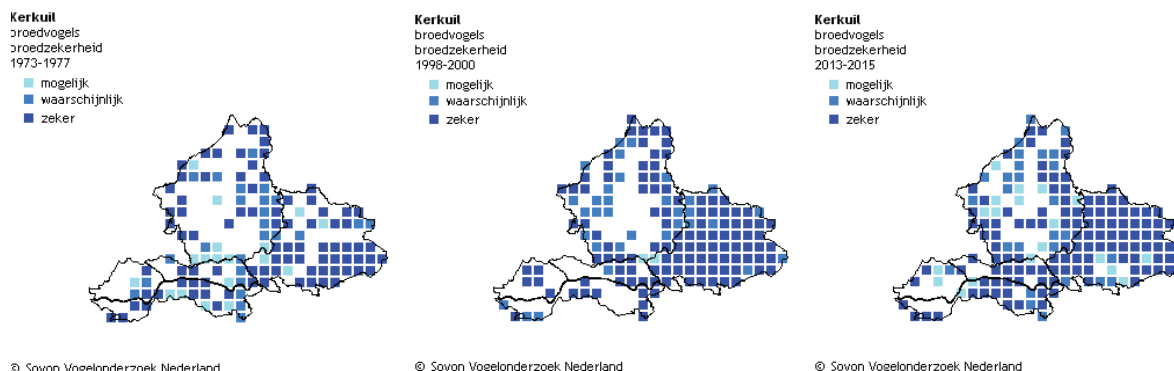 Kerkuil
broedvogels
broedzekerheid
1973-1977
mogelijk
waarschijnlijk
zeker
© Sovon Vogelonderzoek Nederland
Kerkuil
broedvogels
broedzekerheid
1998-2000
mogelijk
waarschijnlijk
zeker
© Sovon Vogelonderzoek Nederland
Kerkuil
broedvogels
broedzekerheid
2013-2015
mogelijk
waarschijnlijk
zeker
© Sovon Vogelonderzoek Nederland